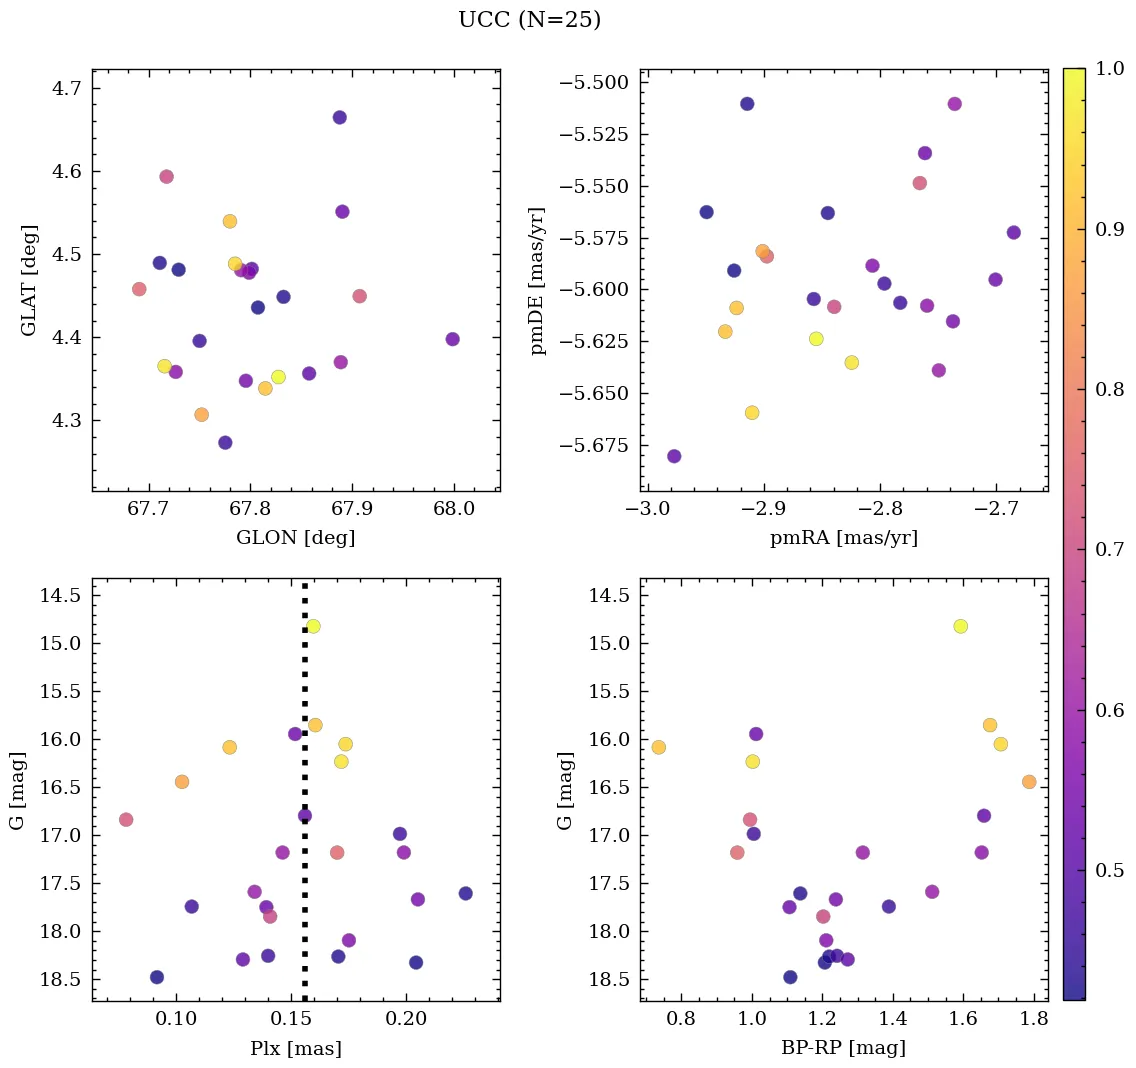 UCC (N=25)
4.7
4.6
4.5
4.4
4.3
GLAT [deg]
67.7 67.8 67.9 68.0
GLON [deg]
−5.500
−5.525
−5.550
−5.575
−5.600
−5.625
−5.650
−5.675
pmDE [mas/yr]
−3.0 −2.9 −2.8 −2.7
pmRA [mas/yr]
14.5
15.0
15.5
16.0
16.5
17.0
17.5
18.0
18.5
G [mag]
0.10 0.15 0.20
Plx [mas]
14.5
15.0
15.5
16.0
16.5
17.0
17.5
18.0
18.5
G [mag]
0.8 1.0 1.2 1.4 1.6 1.8
BP-RP [mag]
1.0
0.9
0.8
0.7
0.6
0.5